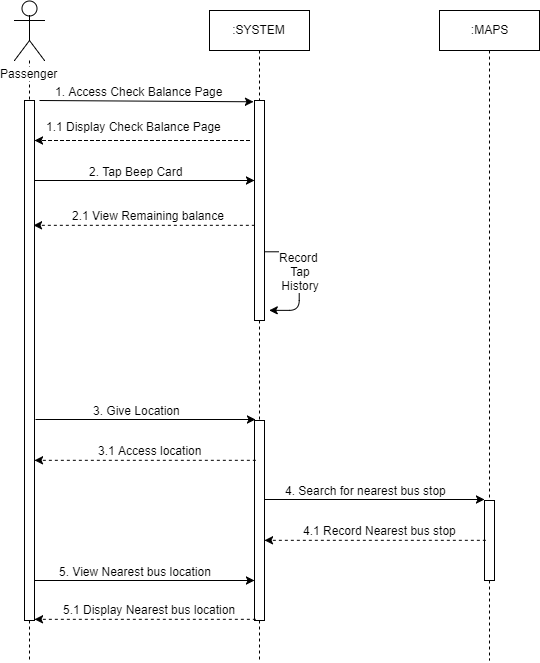 :SYSTEM
:MAPS
Passenger
1. Access Check Balance Page
1.1 Display Check Balance Page
2. Tap Beep Card
2.1 View Remaining balance
Record
Tap
History
3. Give Location
3.1 Access location
4. Search for nearest bus stop
4.1 Record Nearest bus stop
5. View Nearest bus location
5.1 Display Nearest bus location